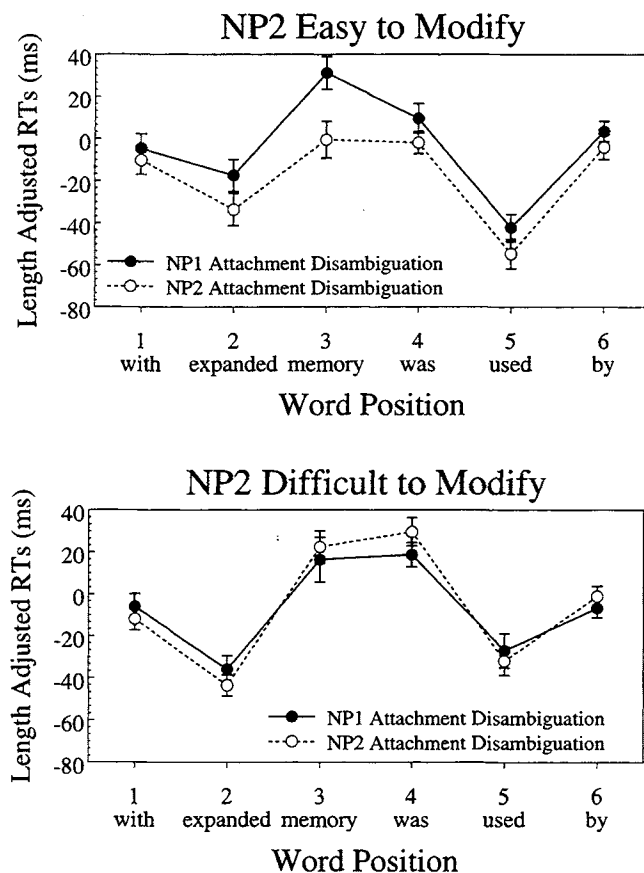 NP2 Easy to Modify
Length Adjusted RTs (ms)
40
20
0
-20
-40
-60
-80
NP1 Attachment Disambiguation
NP2 Attachment Disambiguation
1 2 3 4 5 6
with expanded memory was used by
Word Position
NP2 Difficult to Modify
Length Adjusted RTs (ms)
40
20
0
-20
-40
-60
-80
NP1 Attachment Disambiguation
NP2 Attachment Disambiguation
1 2 3 4 5 6
with expanded memory was used by
Word Position